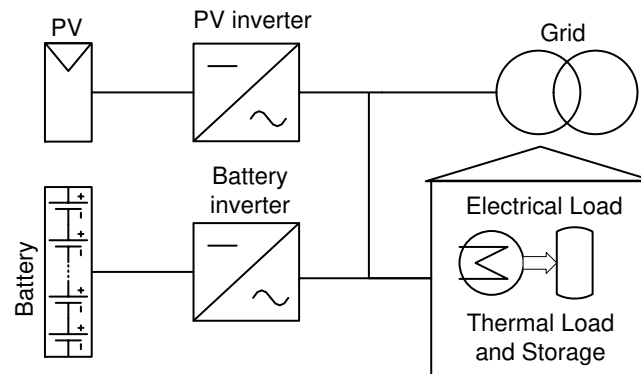 PV
PV inverter
Grid
Battery
inverter
Battery
Electrical Load
Thermal Load
and Storage